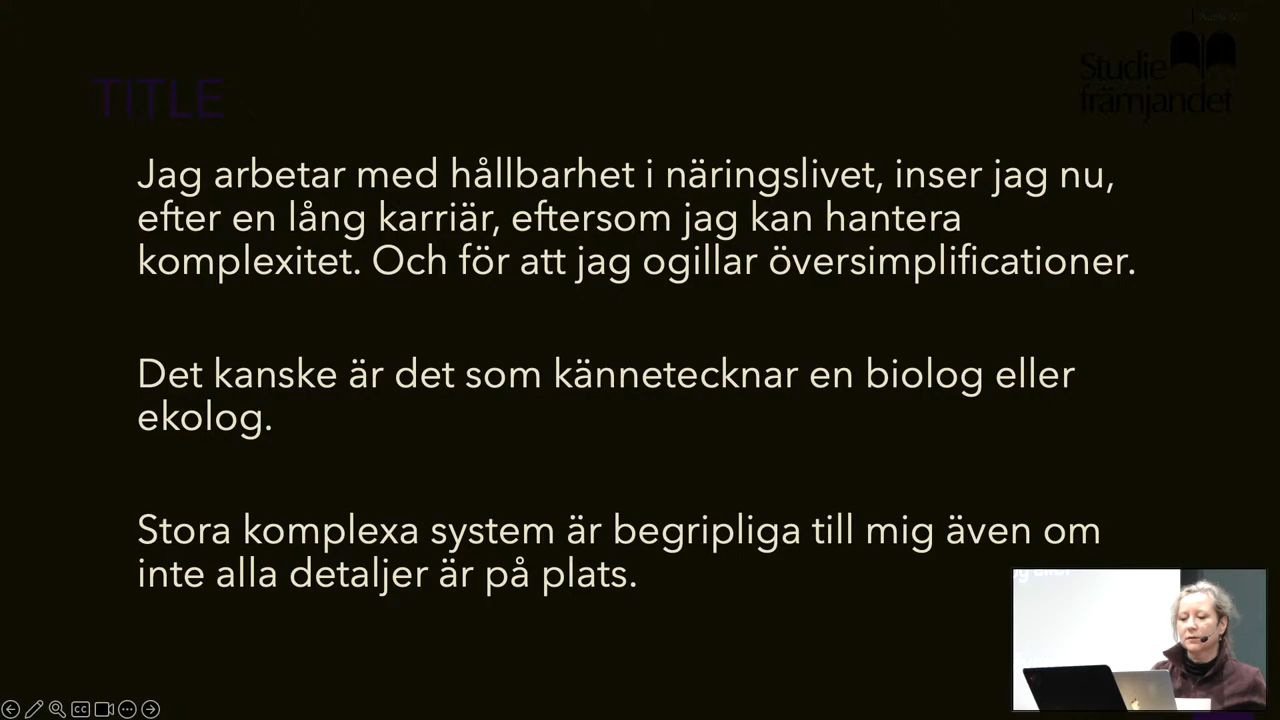 TITLE
Studie
främjandet
Jag arbetar med hållbarhet i näringslivet, inser jag nu,
efter en lång karriär, eftersom jag kan hantera
komplexitet. Och för att jag ogillar översimplificationer.
Det kanske är det som kännetecknar en biolog eller
ekolog.
Stora komplexa system är begripliga till mig även om
inte alla detaljer är på plats.
CC